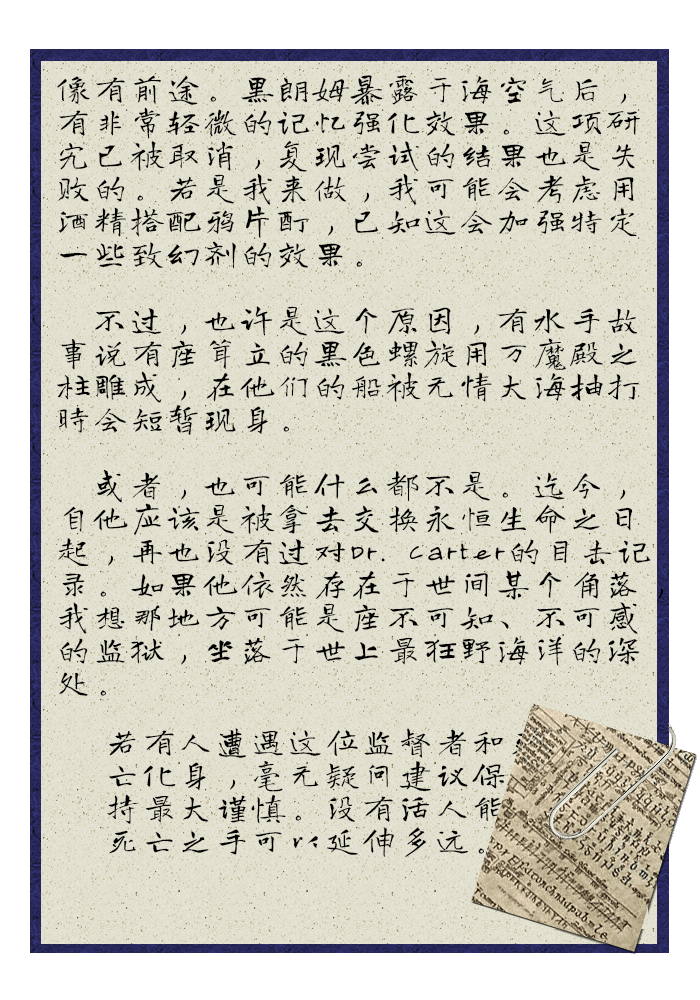 像有前途。黑朗姆暴露于海空气后，
有非常轻微的记忆强化效果。这项研
究已被取消，复现尝试的结果也是失
败的。若是我来做，我可能会考虑用
酒精搭配鸦片酊，已知这会加强特定
一些致幻剂的效果。
不过，也许是这个原因，有水手故
事说有座耸立的黑色螺旋用万魔殿之
柱雕成，在他们的船被无情大海抽打
時会短暂现身。
或者，也可能什么都不是。迄今，
自他应该是被拿去交换永恒生命之日
起，再也没有过对Dr. Carter的目击记
录。如果他依然存在于世间某个角落，
我想那地方可能是座不可知、不可感
的监狱，坐落于世上最狂野海洋的深
处。
若有人遭遇这位监督者和
亡化身，毫无疑问建议保
持最大谨慎。没有活人能
死亡之手可以延伸多远。